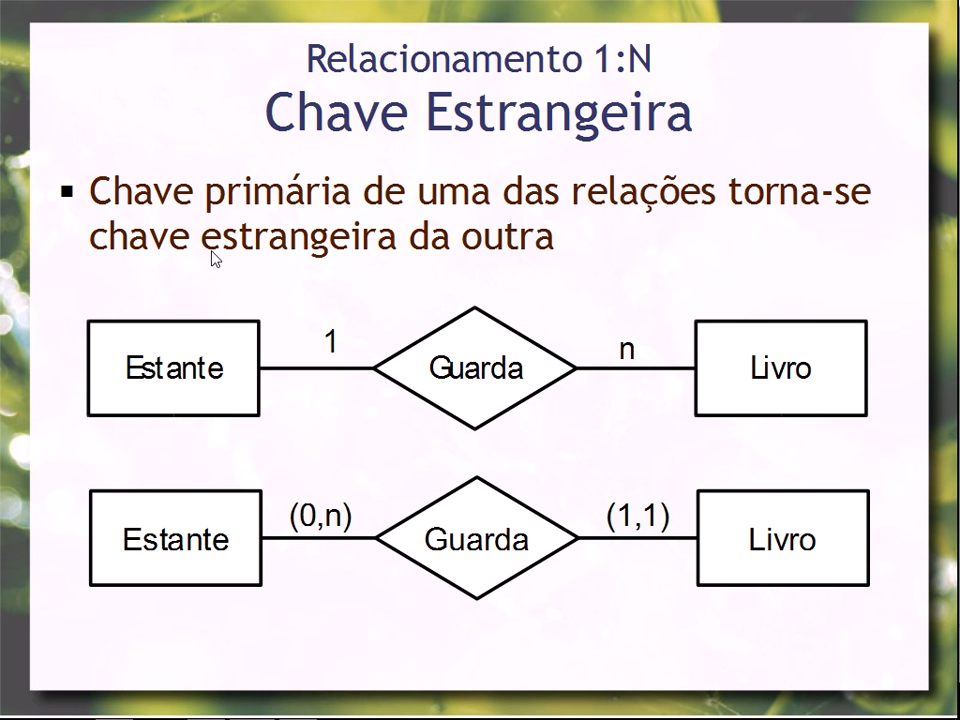 Relacionamento 1:N
Chave Estrangeira
▪ Chave primária de uma das relações torna-se
chave estrangeira da outra
Estante 1 Guarda n Livro
Estante (0,n) Guarda (1,1) Livro